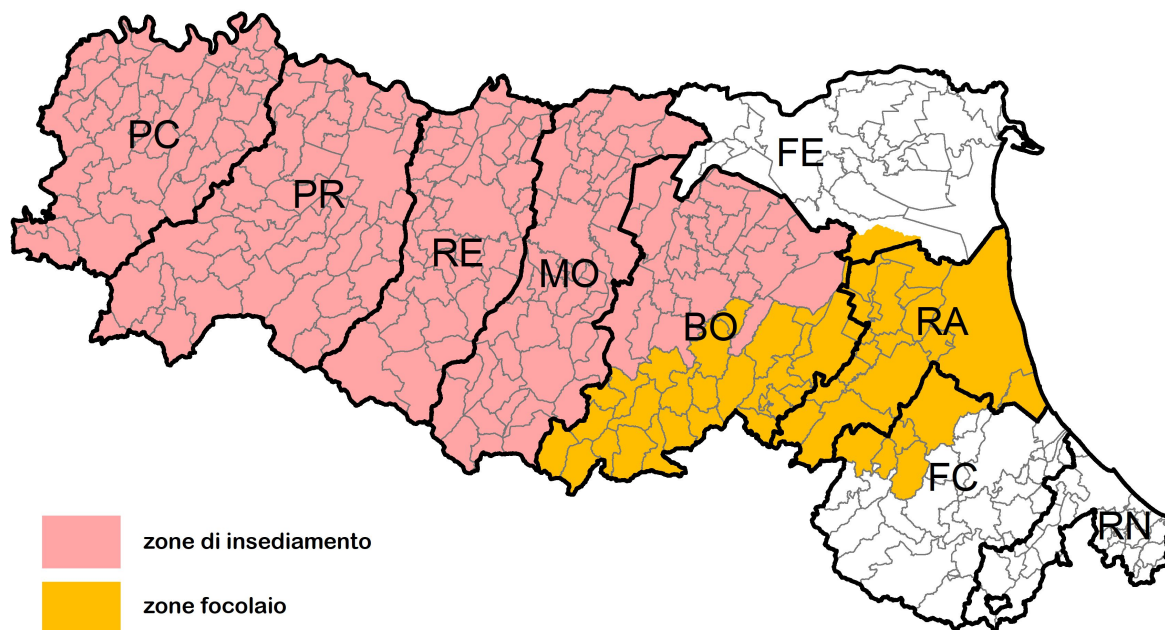 PC
PR
RE
MO
FE
BO
RA
FC
RN
zone di insediamento
zone focolaio